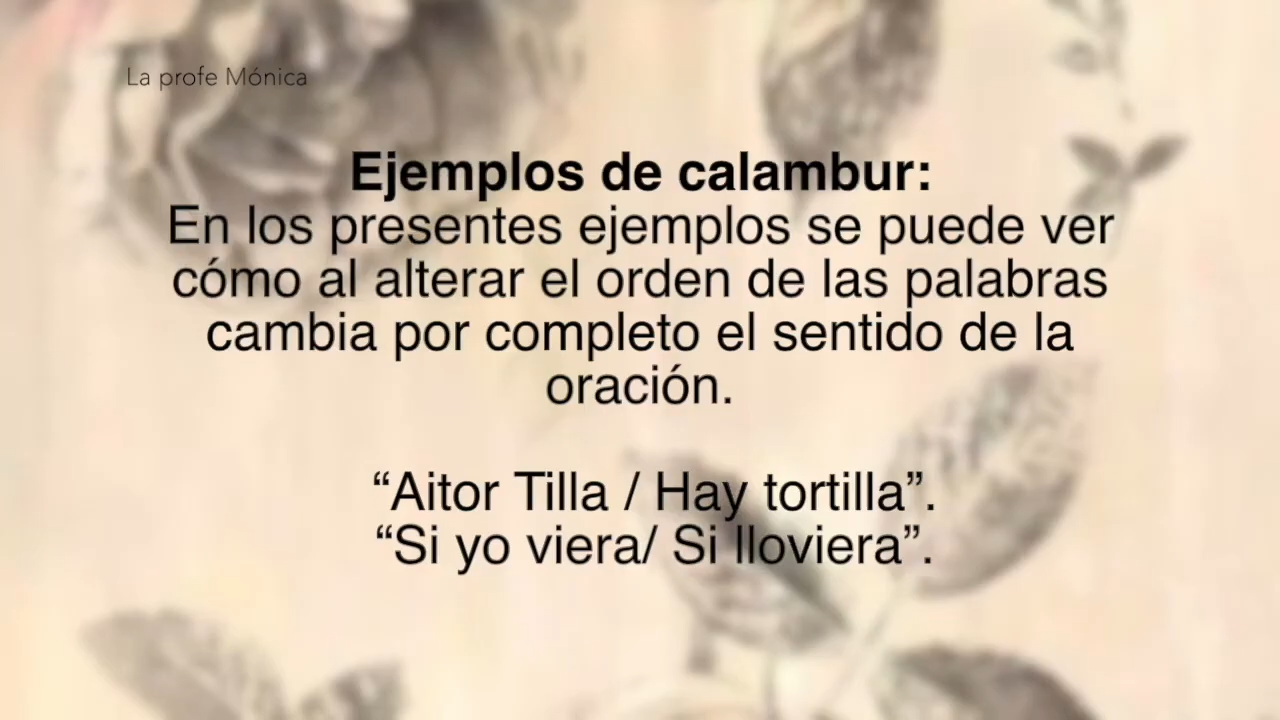 La profe Mónica
Ejemplos de calambur:
En los presentes ejemplos se puede ver
cómo al alterar el orden de las palabras
cambia por completo el sentido de la
oración.
“Aitor Tilla / Hay tortilla”.
“Si yo viera/ Si lloviera”.